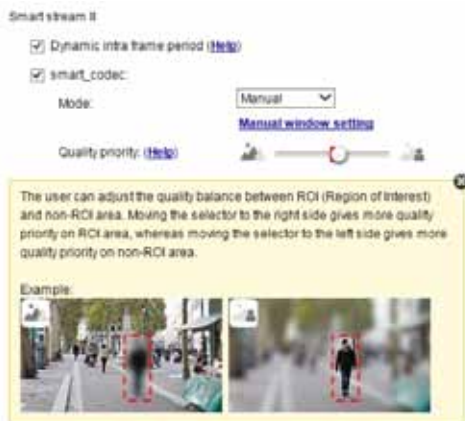 Smart stream II
Dynamic intra frame period (Help)
smart_codec:
Mode: Manual
Manual window setting
Quality priority: (Help)
The user can adjust the quality balance between ROI (Region of Interest)
and non-ROI area. Moving the selector to the right side gives more quality
priority on ROI area, whereas moving the selector to the left side gives more
quality priority on non-ROI area.
Example: